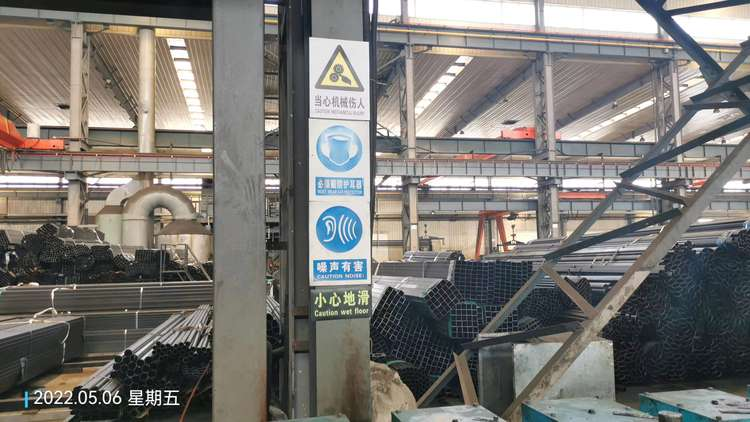 当心机械伤人
CAUTION MECHANICAL INJURY
必须戴防护耳器
MUST WEAR EAR PROTECTOR
噪声有害
CAUTION NOISE!
小心地滑
Caution wet floor
2022.05.06 星期五